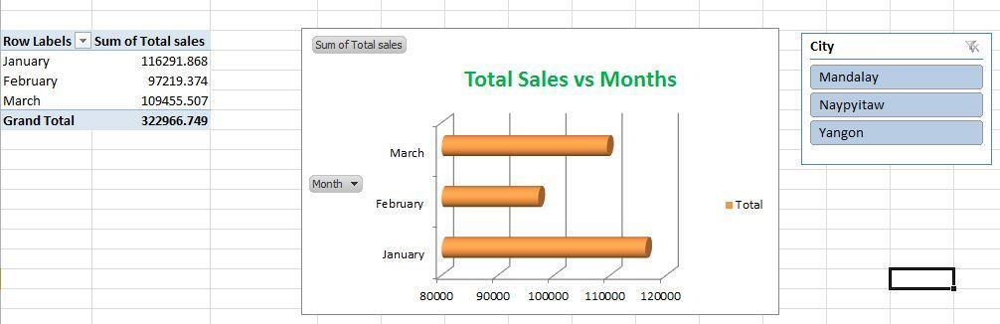 Row Labels Sum of Total sales
January 116291.868
February 97219.374
March 109455.507
Grand Total 322966.749
Sum of Total sales
Total Sales vs Months
March
Month
February
January
80000 90000 100000 110000 120000
Total
City
Mandalay
Naypyitaw
Yangon